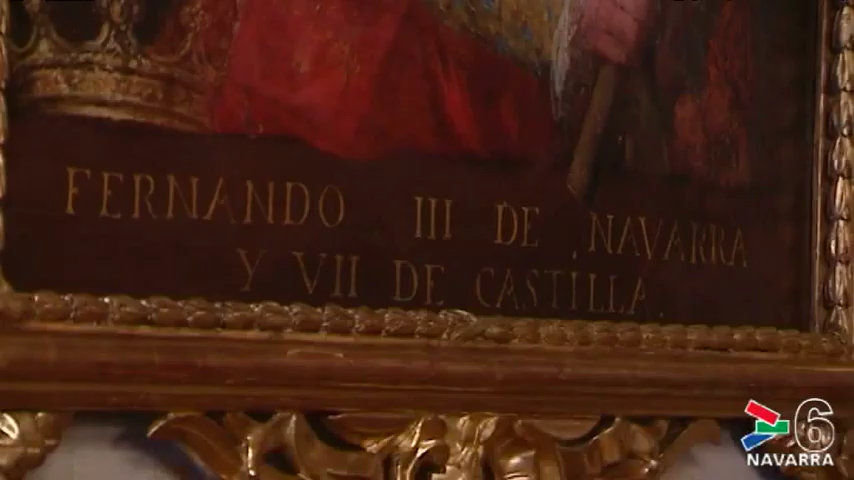 FERNANDO III DE NAVARRA
Y VII DE CASTILLA.
6
NAVARRA